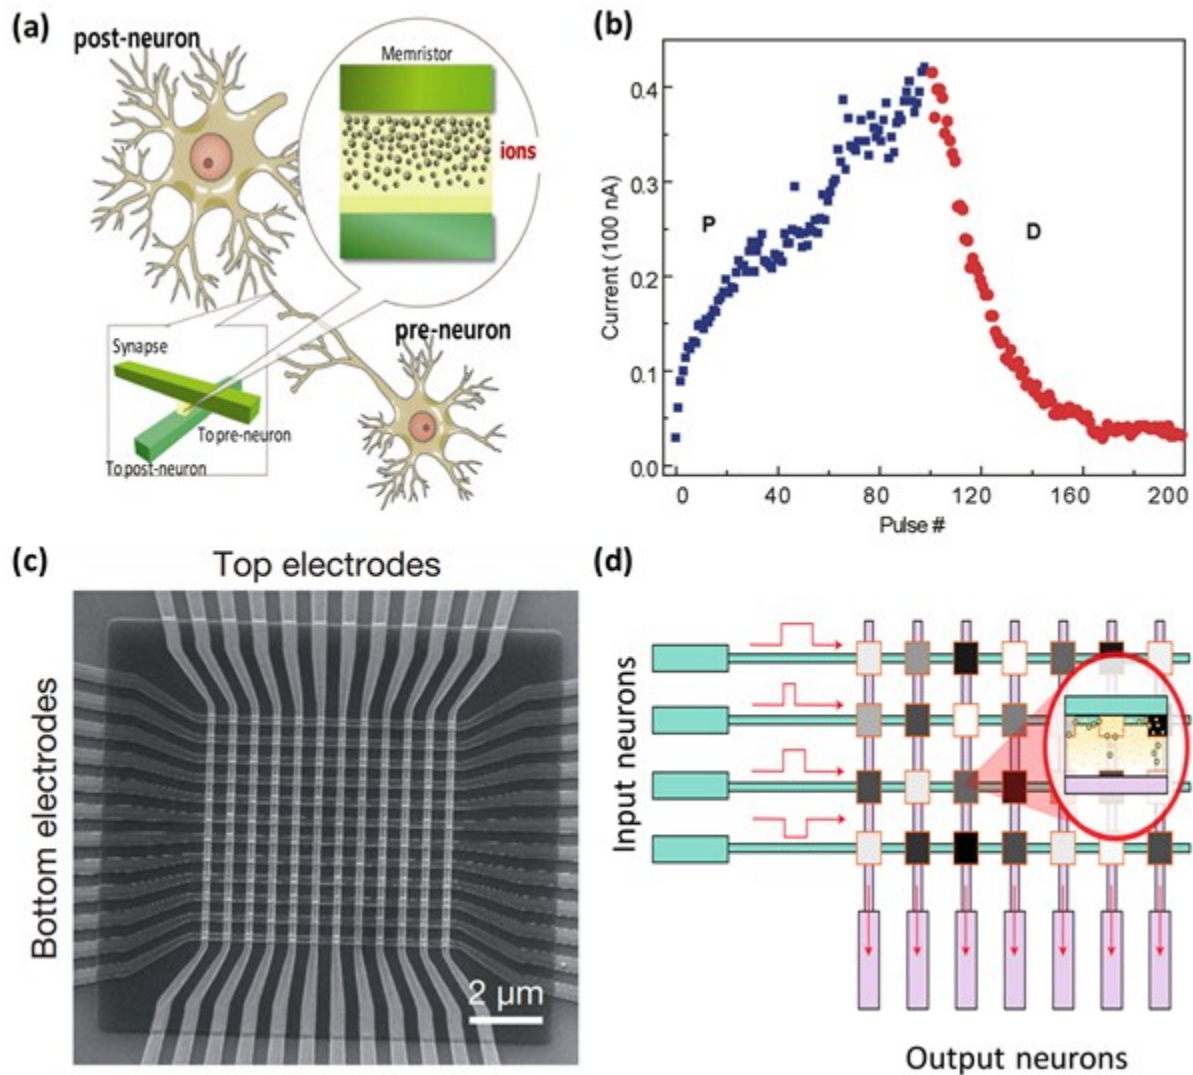 (a)
post-neuron
Memristor
ions
pre-neuron
Synapse
To pre-neuron
To post-neuron
(b)
Current (100 nA)
0.4
0.3
0.2
0.1
0.0
P
D
0
40
80
120
160
200
Pulse #
(c)
Top electrodes
Bottom electrodes
2 μm
(d)
Input neurons
Output neurons